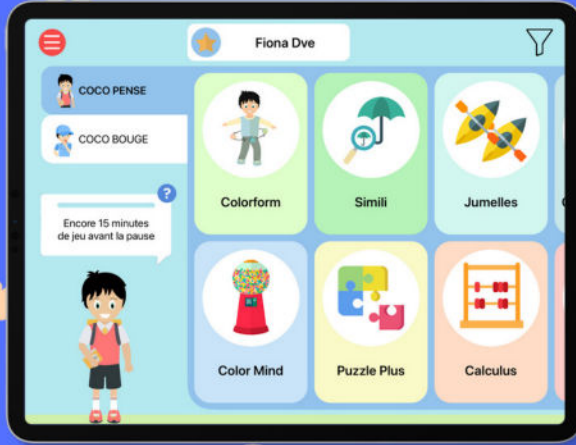 Fiona Dve
COCO PENSE
COCO BOUGE
?
Encore 15 minutes
de jeu avant la pause
Colorform
Simili
Jumelles
Color Mind
Puzzle Plus
Calculus